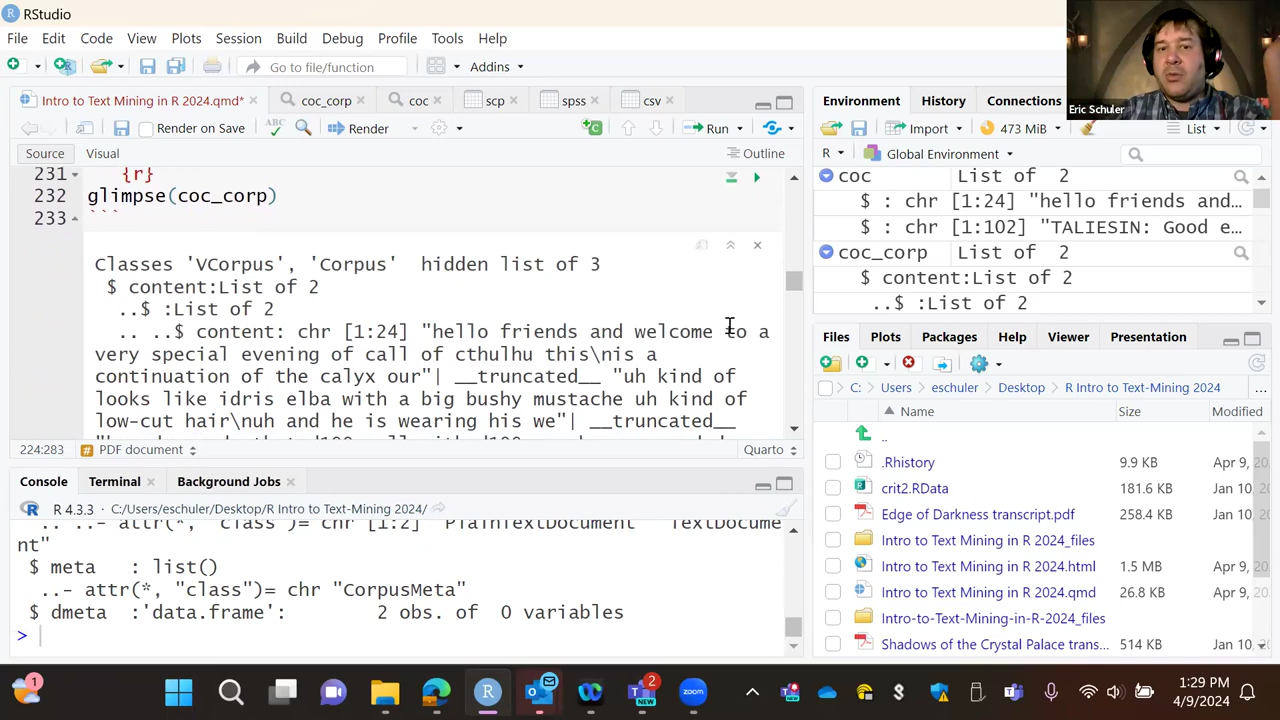 RStudio
File Edit Code View Plots Session Build Debug Profile Tools Help
Go to file/function Addins
Intro to Text Mining in R 2024.qmd* coc_corp coc scp spss csv
Render on Save Render Run
Source Visual Outline
231 {r}
232 glimpse(coc_corp)
233 ```
Classes 'VCorpus', 'Corpus' hidden list of 3
$ content:List of 2
..$ :List of 2
.. ..$ content: chr [1:24] "hello friends and welcome to a
very special evening of call of cthulhu this\nis a
continuation of the calyx our"| __truncated__ "uh kind of
looks like idris elba with a big bushy mustache uh kind of
low-cut hair\nuh and he is wearing his we"| __truncated__
224:283 PDF document Quarto
Console Terminal Background Jobs
R 4.3.3 · C:/Users/eschuler/Desktop/R Intro to Text-Mining 2024/
.. ..- attr(*, "class")= chr [1:2] "PlainTextDocument" "TextDocume
nt"
$ meta : list()
..- attr(* "class")= chr "CorpusMeta"
$ dmeta :'data.frame': 2 obs. of 0 variables
>
Eric Schuler
Environment History Connections
Import 473 MiB List
R Global Environment
coc List of 2
$ : chr [1:24] "hello friends and…
$ : chr [1:102] "TALIESIN: Good e…
coc_corp List of 2
$ content:List of 2
..$ :List of 2
Files Plots Packages Help Viewer Presentation
C: Users eschuler Desktop R Intro to Text-Mining 2024 ...
Name Size Modified
..
.Rhistory 9.9 KB Apr 9,
crit2.RData 181.6 KB Jan 10,
Edge of Darkness transcript.pdf 258.4 KB Jan 10,
Intro to Text Mining in R 2024_files
Intro to Text Mining in R 2024.html 1.5 MB Apr 9,
Intro to Text Mining in R 2024.qmd 26.8 KB Apr 9,
Intro-to-Text-Mining-in-R-2024_files
Shadows of the Crystal Palace trans... 514 KB Jan 10,
1 2 zoom 1:29 PM
4/9/2024